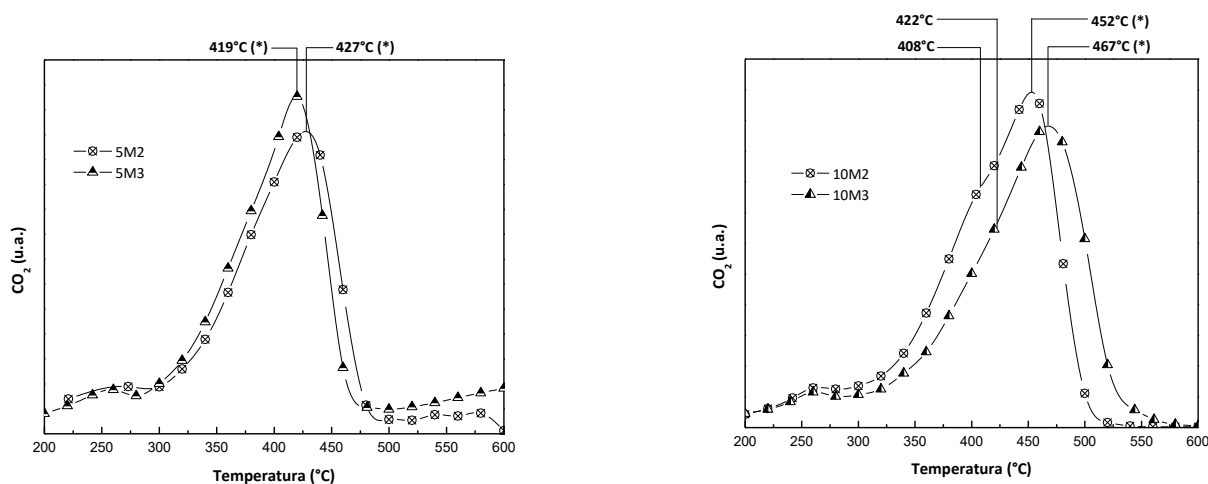 419°C (*) 427°C (*)
5M2
5M3
CO2 (u.a.)
200 250 300 350 400 450 500 550 600
Temperatura (°C)
422°C 452°C (*)
408°C 467°C (*)
10M2
10M3
CO2 (u.a.)
200 250 300 350 400 450 500 550 600
Temperatura (°C)